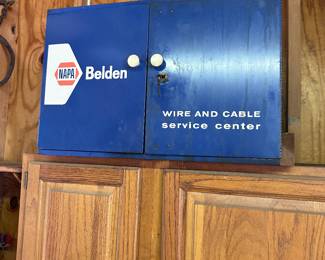 NAPA
Belden
WIRE AND CABLE
service center